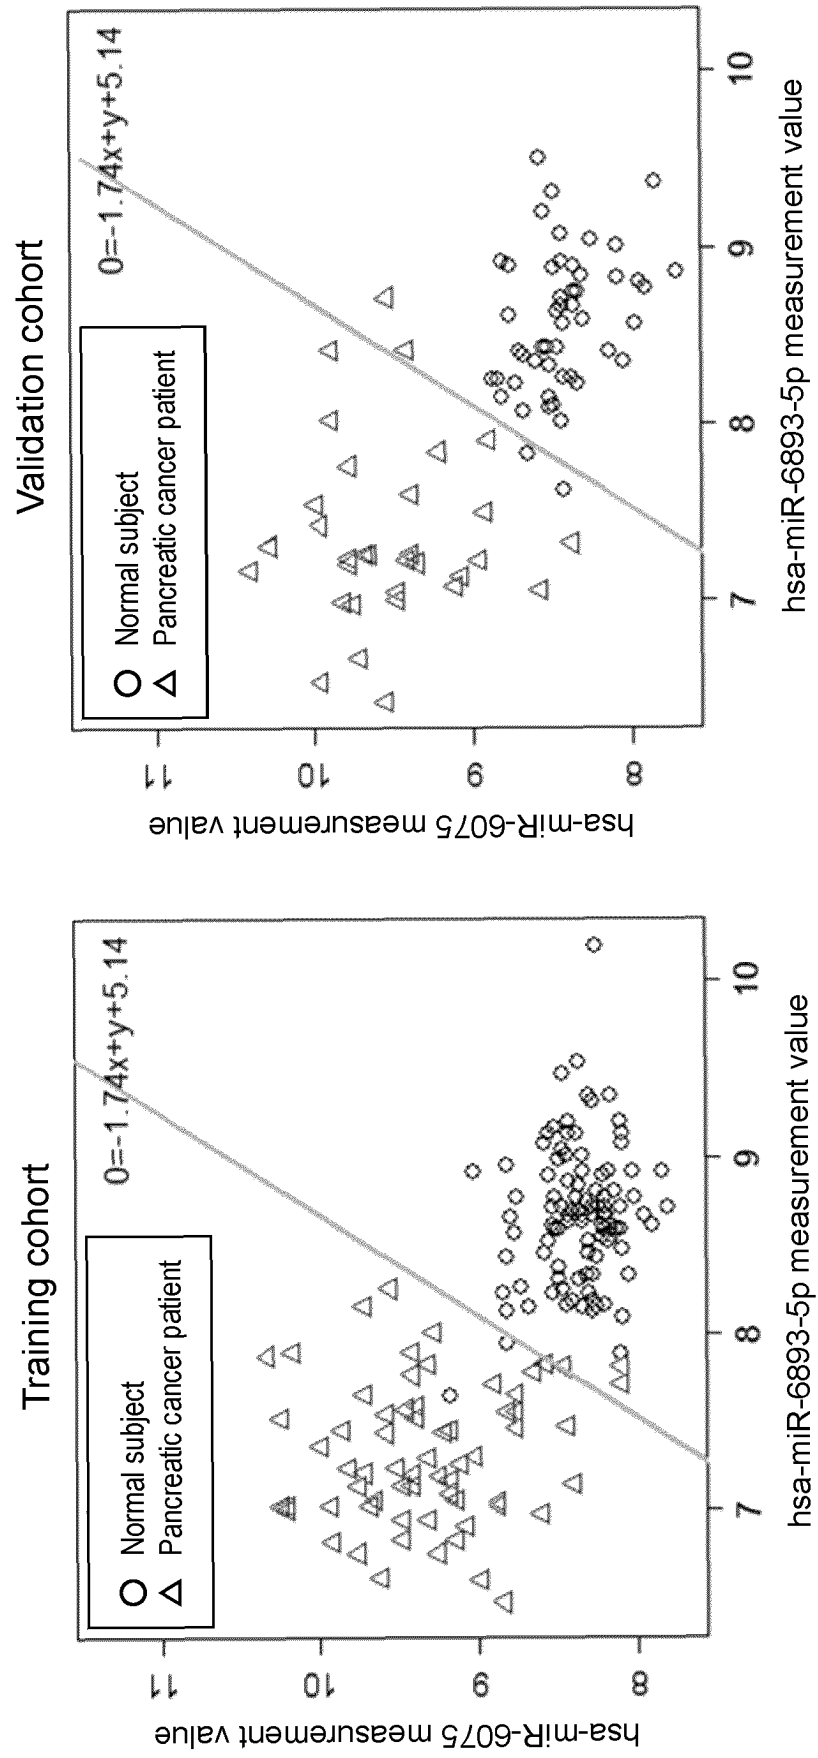 Training cohort
0=-1.74x+y+5.14
Normal subject
Pancreatic cancer patient
11
10
9
8
hsa-miR-6075 measurement value
7
8
9
10
hsa-miR-6893-5p measurement value
Validation cohort
0=-1.74x+y+5.14
Normal subject
Pancreatic cancer patient
11
10
9
8
hsa-miR-6075 measurement value
7
8
9
10
hsa-miR-6893-5p measurement value